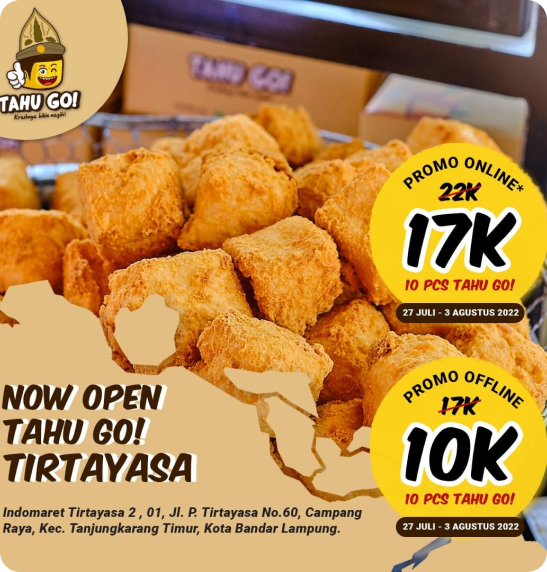 TAHU GO!
Kriuknya bikin nagih!
TAHU GO!
PROMO ONLINE*
22K
17K
10 PCS TAHU GO!
27 JULI - 3 AGUSTUS 2022
PROMO OFFLINE
17K
10K
10 PCS TAHU GO!
27 JULI - 3 AGUSTUS 2022
NOW OPEN
TAHU GO!
TIRTAYASA
Indomaret Tirtayasa 2 , 01, Jl. P. Tirtayasa No.60, Campang
Raya, Kec. Tanjungkarang Timur, Kota Bandar Lampung.